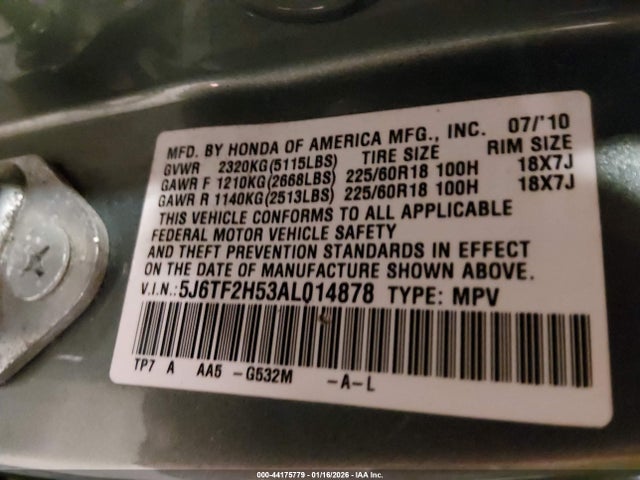 MFD. BY HONDA OF AMERICA MFG., INC. 07/'10
GVWR 2320KG(5115LBS) TIRE SIZE RIM SIZE
GAWR F 1210KG(2668LBS) 225/60R18 100H 18X7J
GAWR R 1140KG(2513LBS) 225/60R18 100H 18X7J
THIS VEHICLE CONFORMS TO ALL APPLICABLE
FEDERAL MOTOR VEHICLE SAFETY
AND THEFT PREVENTION STANDARDS IN EFFECT
ON THE DATE OF MANUFACTURE SHOWN ABOVE.
V.I.N.:5J6TF2H53AL014878 TYPE: MPV
TP7 A AA5 -G532M -A-L
000-44175779 - 01/16/2026 - IAA Inc.